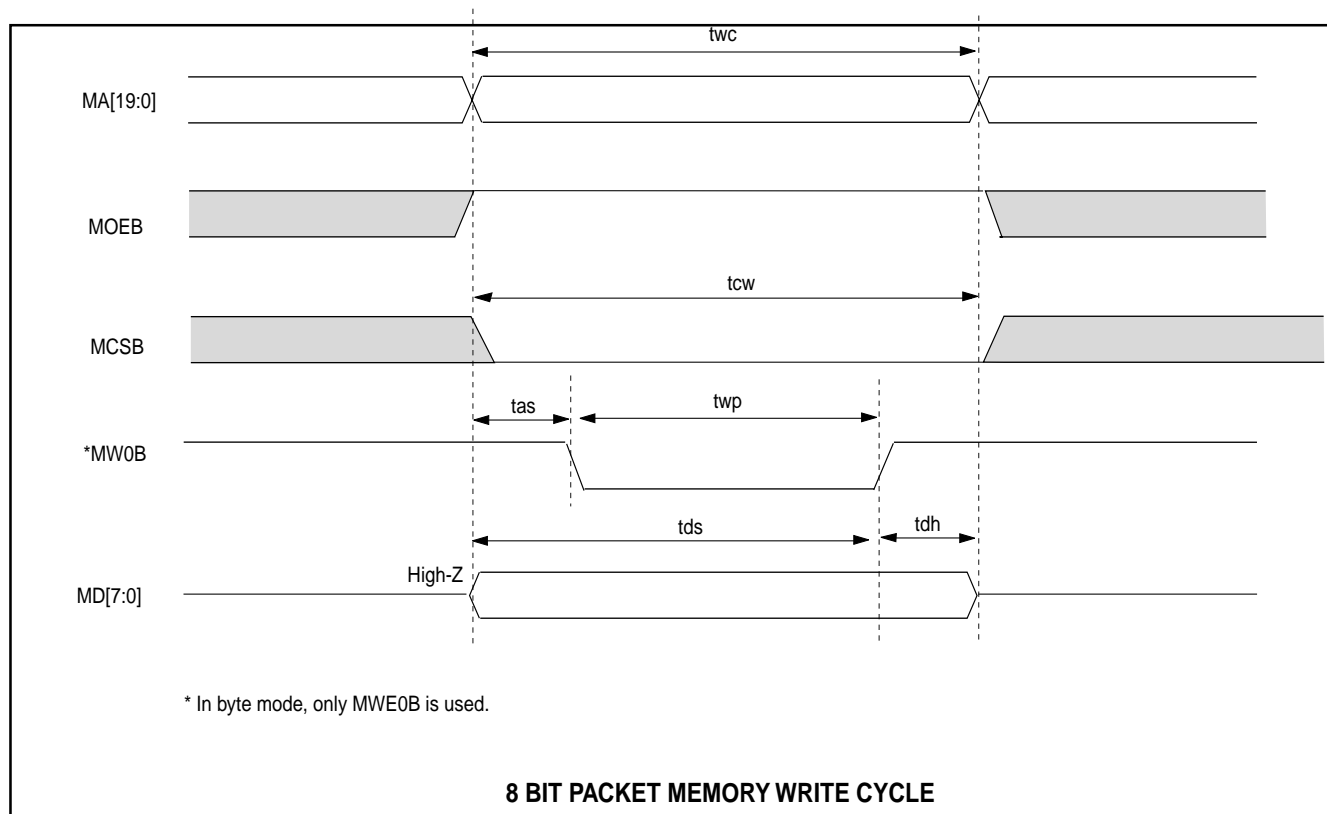 twc
MA[19:0]
MOEB
tcw
MCSB
tas
twp
*MW0B
tds
tdh
High-Z
MD[7:0]
* In byte mode, only MWE0B is used.
8 BIT PACKET MEMORY WRITE CYCLE